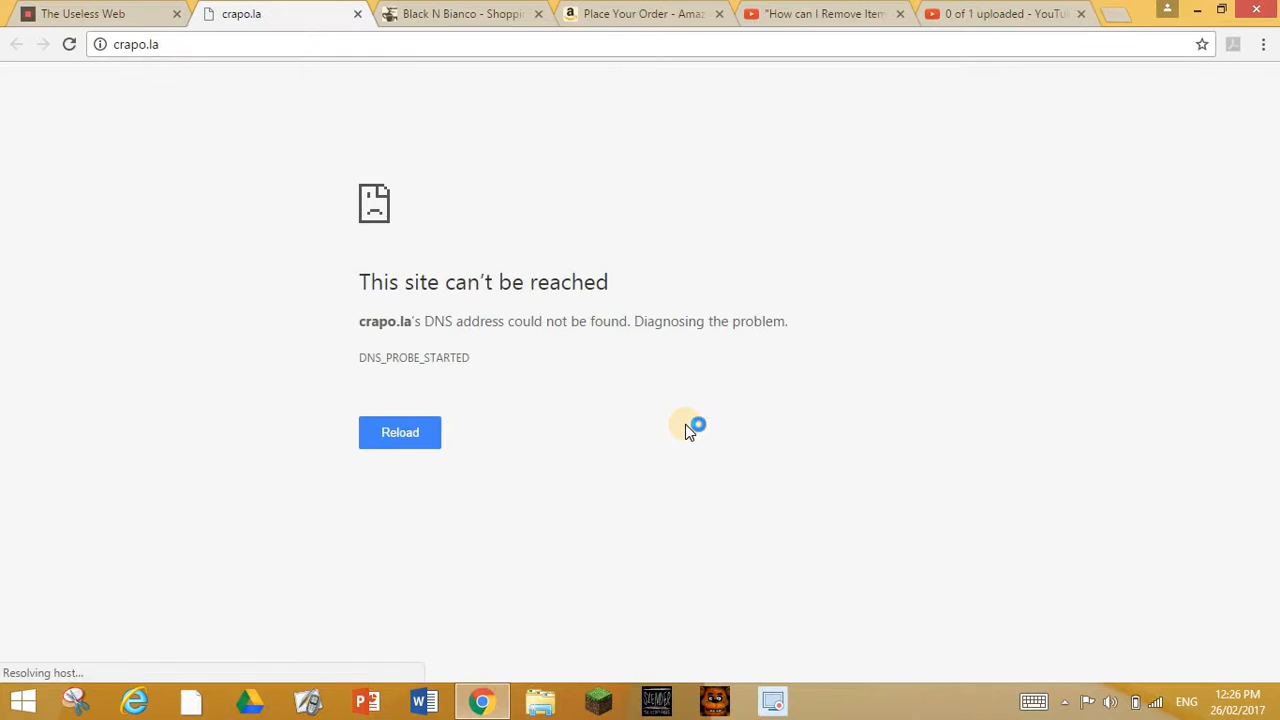 The Useless Web
crapo.la
Black N Bianco - Shoppi
Place Your Order - Amaz
"How can I Remove Item
0 of 1 uploaded - YouTu
crapo.la
This site can't be reached
crapo.la's DNS address could not be found. Diagnosing the problem.
DNS_PROBE_STARTED
Reload
Resolving host...
SLENDER
ENG
12:26 PM
26/02/2017